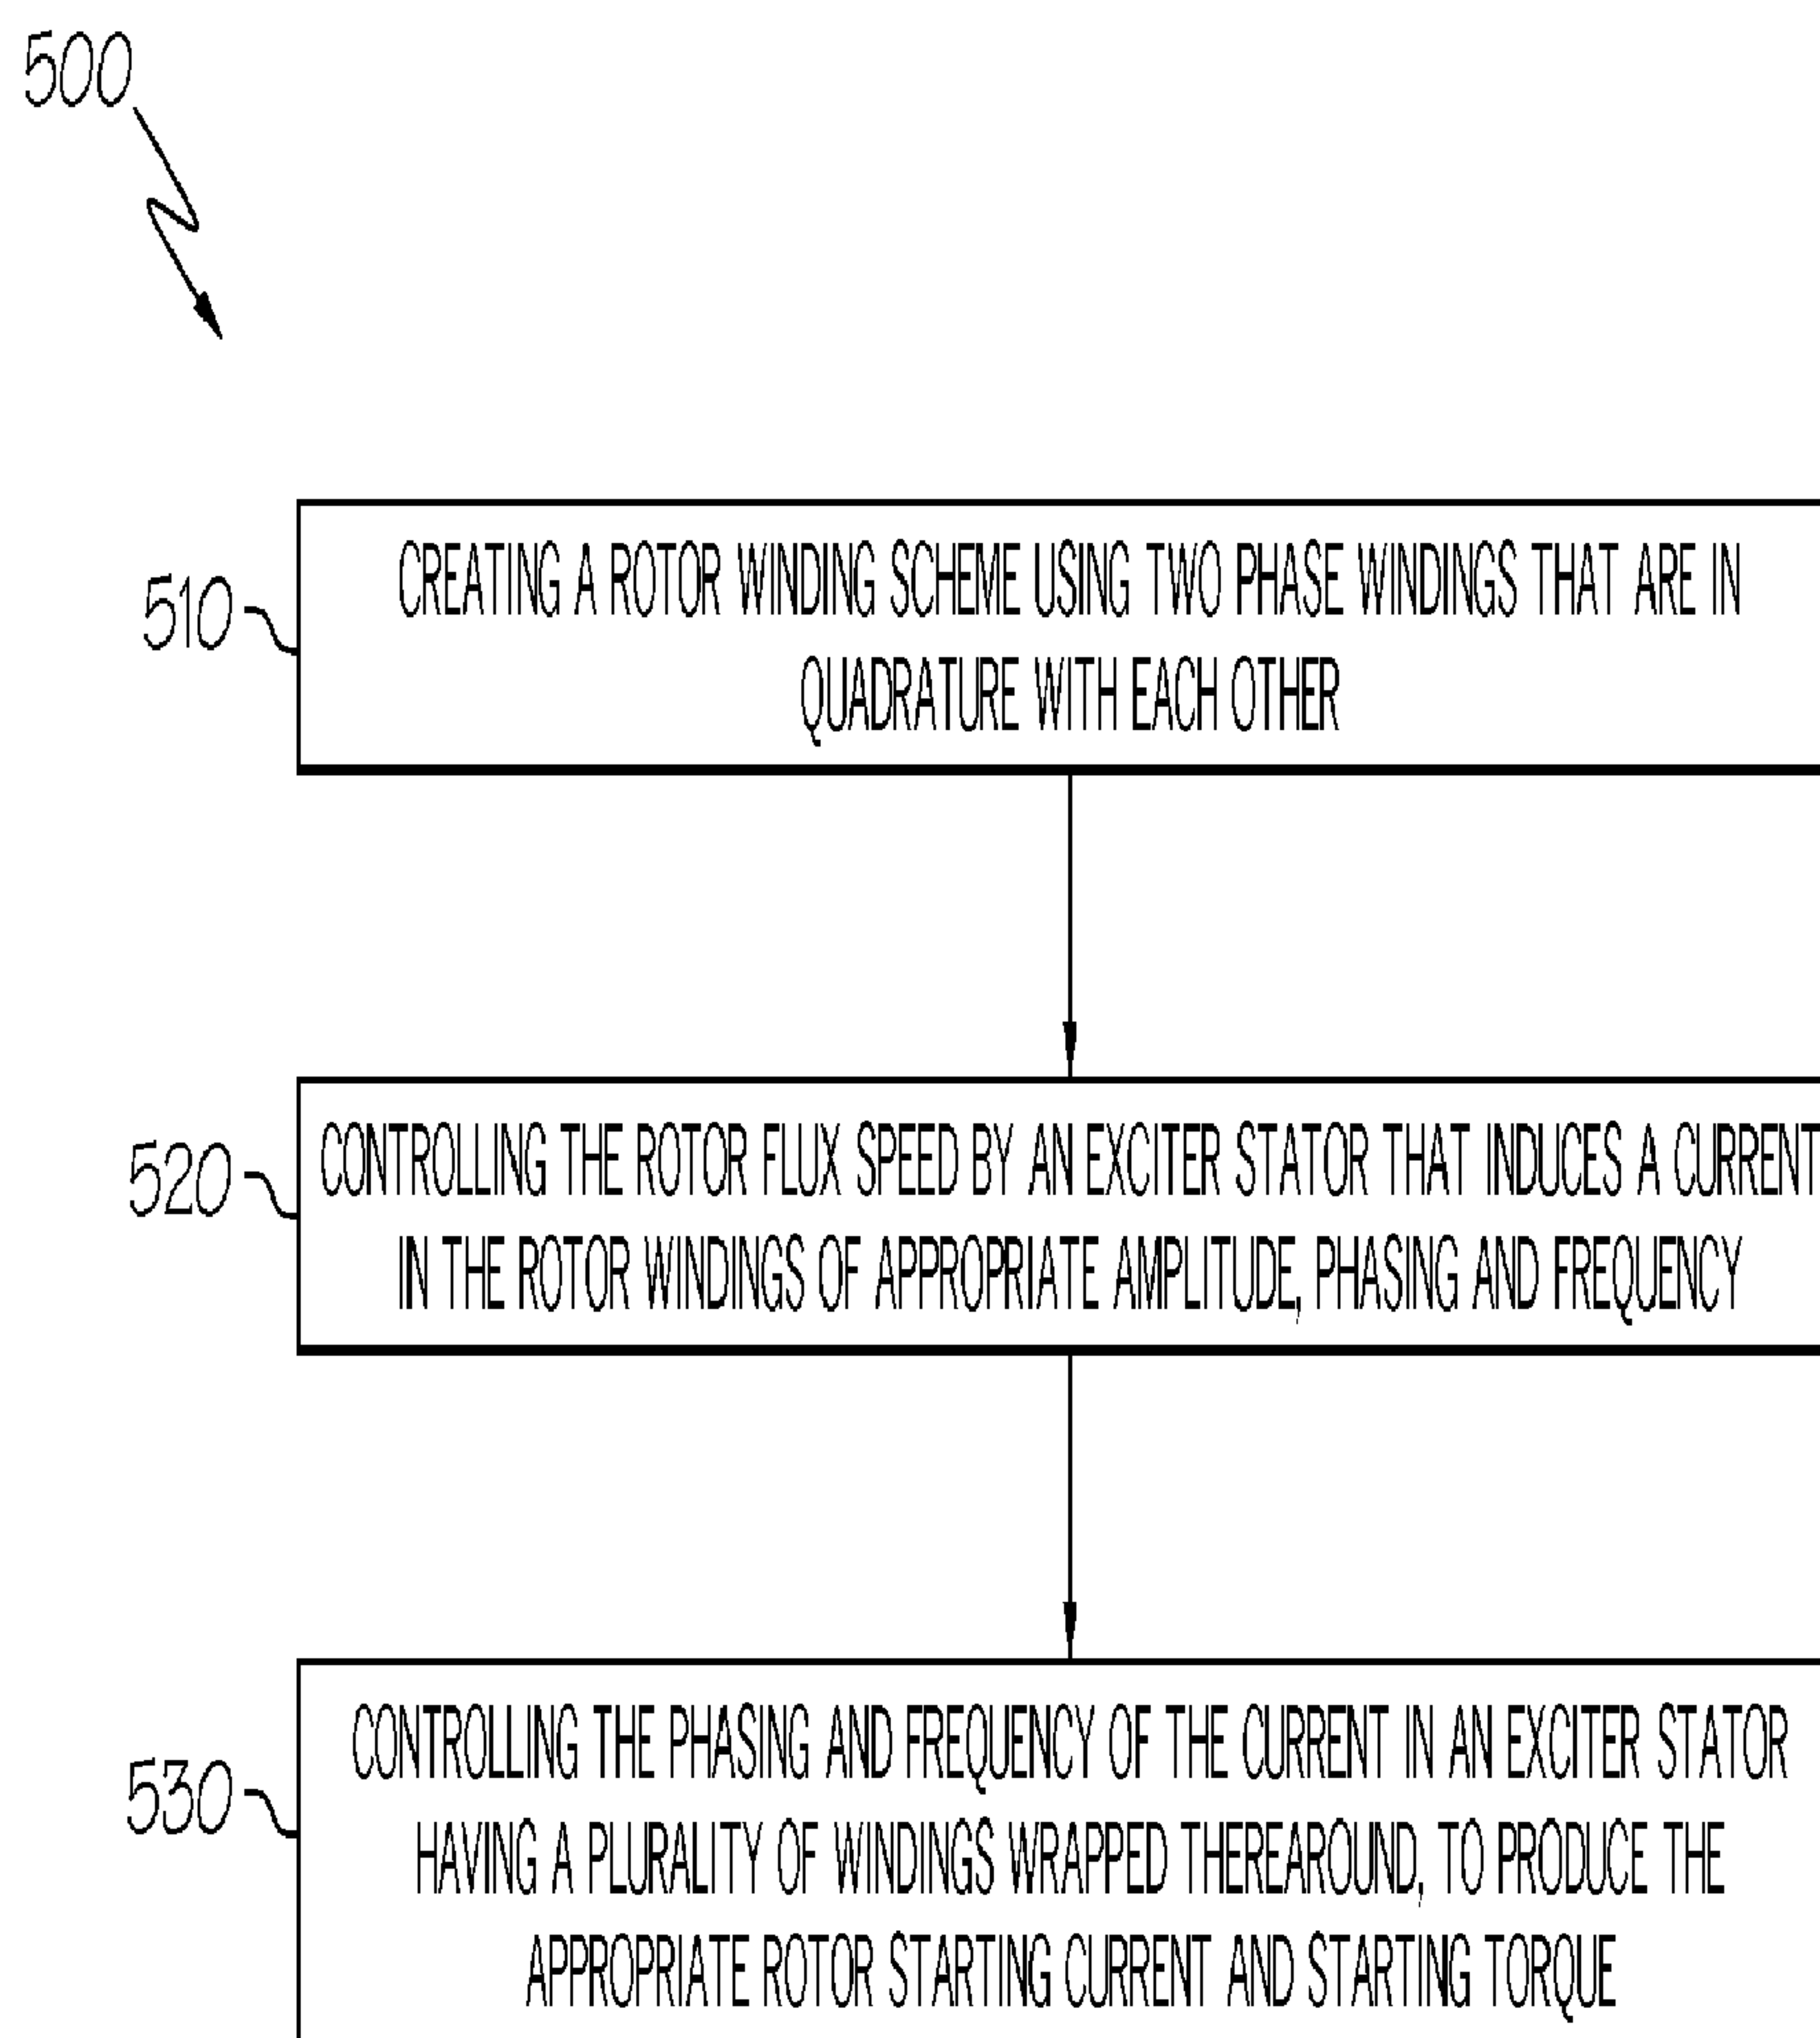 500
510
CREATING A ROTOR WINDING SCHEME USING TWO PHASE WINDINGS THAT ARE IN
QUADRATURE WITH EACH OTHER
520
CONTROLLING THE ROTOR FLUX SPEED BY AN EXCITER STATOR THAT INDUCES A CURRENT
IN THE ROTOR WINDINGS OF APPROPRIATE AMPLITUDE, PHASING AND FREQUENCY
530
CONTROLLING THE PHASING AND FREQUENCY OF THE CURRENT IN AN EXCITER STATOR
HAVING A PLURALITY OF WINDINGS WRAPPED THEREAROUND, TO PRODUCE THE
APPROPRIATE ROTOR STARTING CURRENT AND STARTING TORQUE